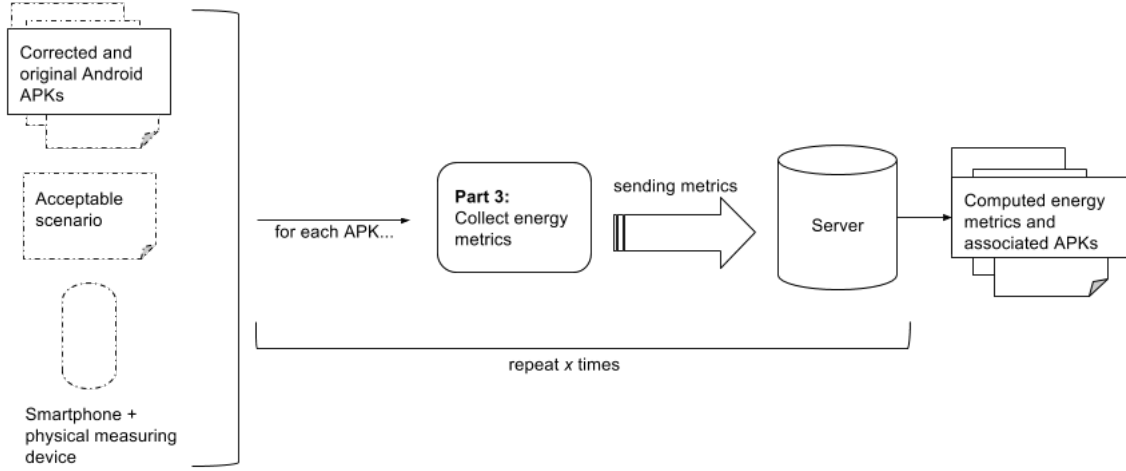 Corrected and
original Android
APKs
Acceptable
scenario
Smartphone +
physical measuring
device
for each APK...
Part 3:
Collect energy
metrics
sending metrics
Server
Computed energy
metrics and
associated APKs
repeat x times